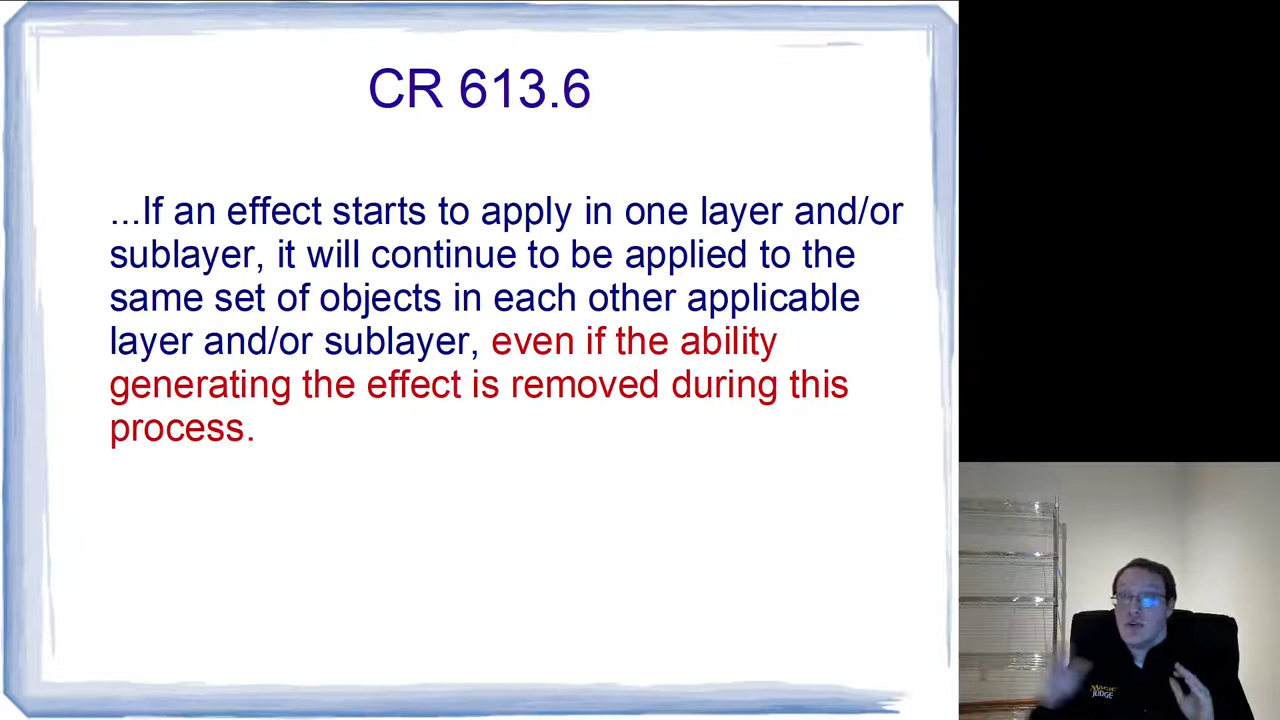 CR 613.6
...If an effect starts to apply in one layer and/or
sublayer, it will continue to be applied to the
same set of objects in each other applicable
layer and/or sublayer, even if the ability
generating the effect is removed during this
process.
MAGIC
JUDGE